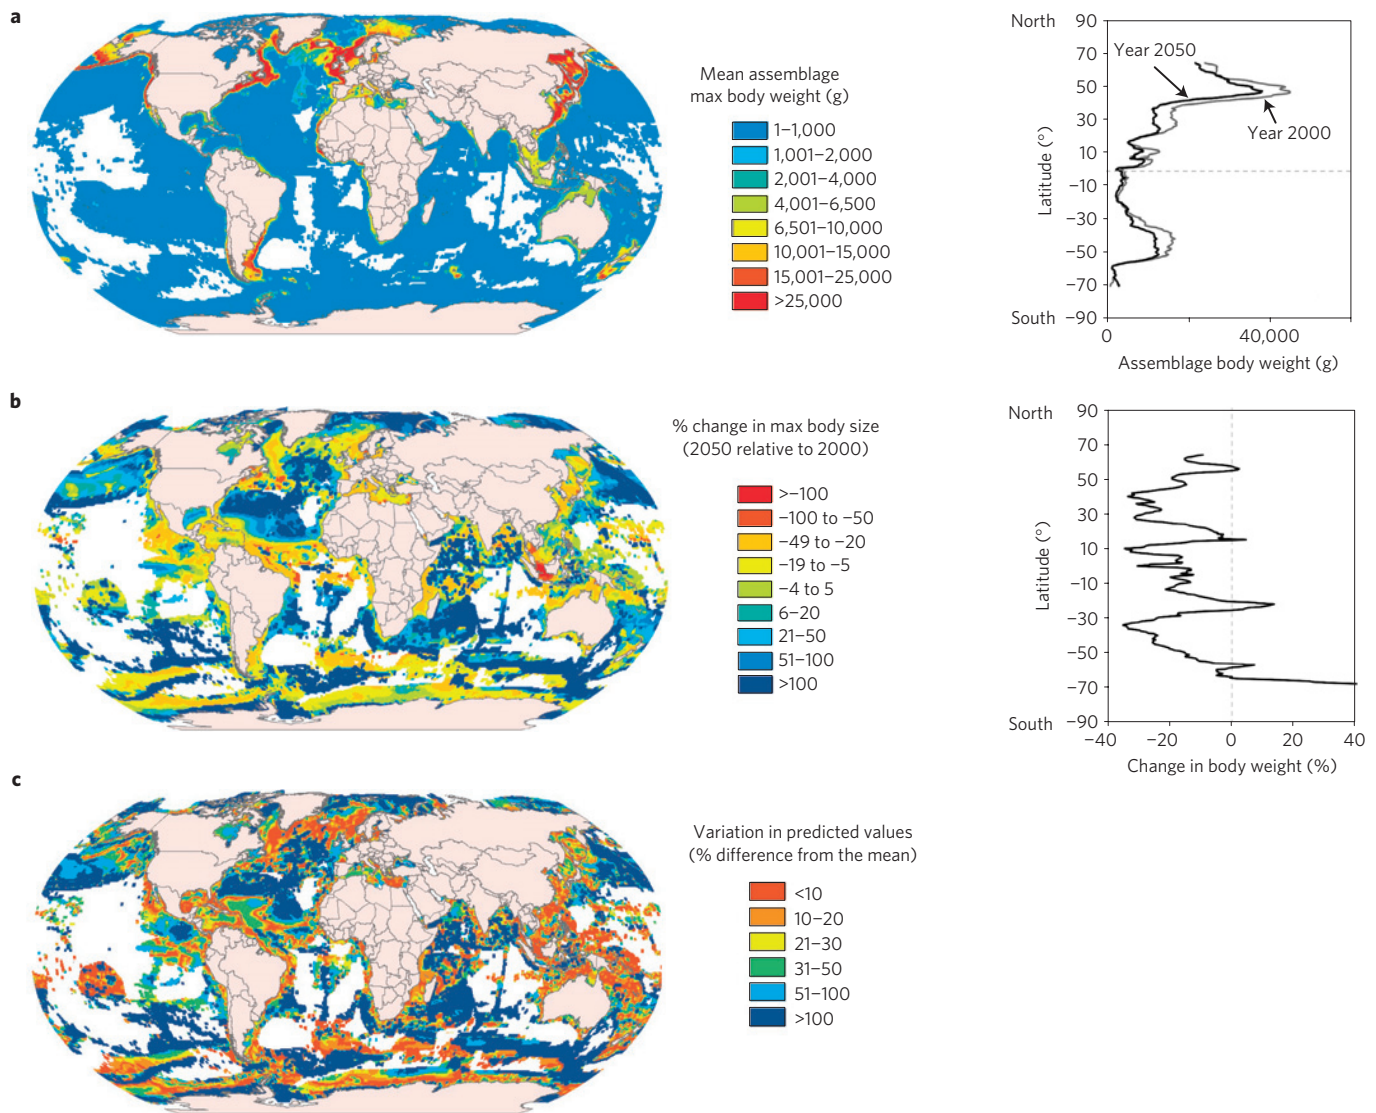 a
Mean assemblage
max body weight (g)
1–1,000
1,001–2,000
2,001–4,000
4,001–6,500
6,501–10,000
10,001–15,000
15,001–25,000
>25,000
North
90
70
50
30
10
−10
−30
−50
−70
South
−90
Latitude (°)
Year 2050
Year 2000
0
40,000
Assemblage body weight (g)
b
% change in max body size
(2050 relative to 2000)
>−100
−100 to −50
−49 to −20
−19 to −5
−4 to 5
6–20
21–50
51–100
>100
North
90
70
50
30
10
−10
−30
−50
−70
South
−90
Latitude (°)
−40
−20
0
20
40
Change in body weight (%)
c
Variation in predicted values
(% difference from the mean)
<10
10–20
21–30
31–50
51–100
>100